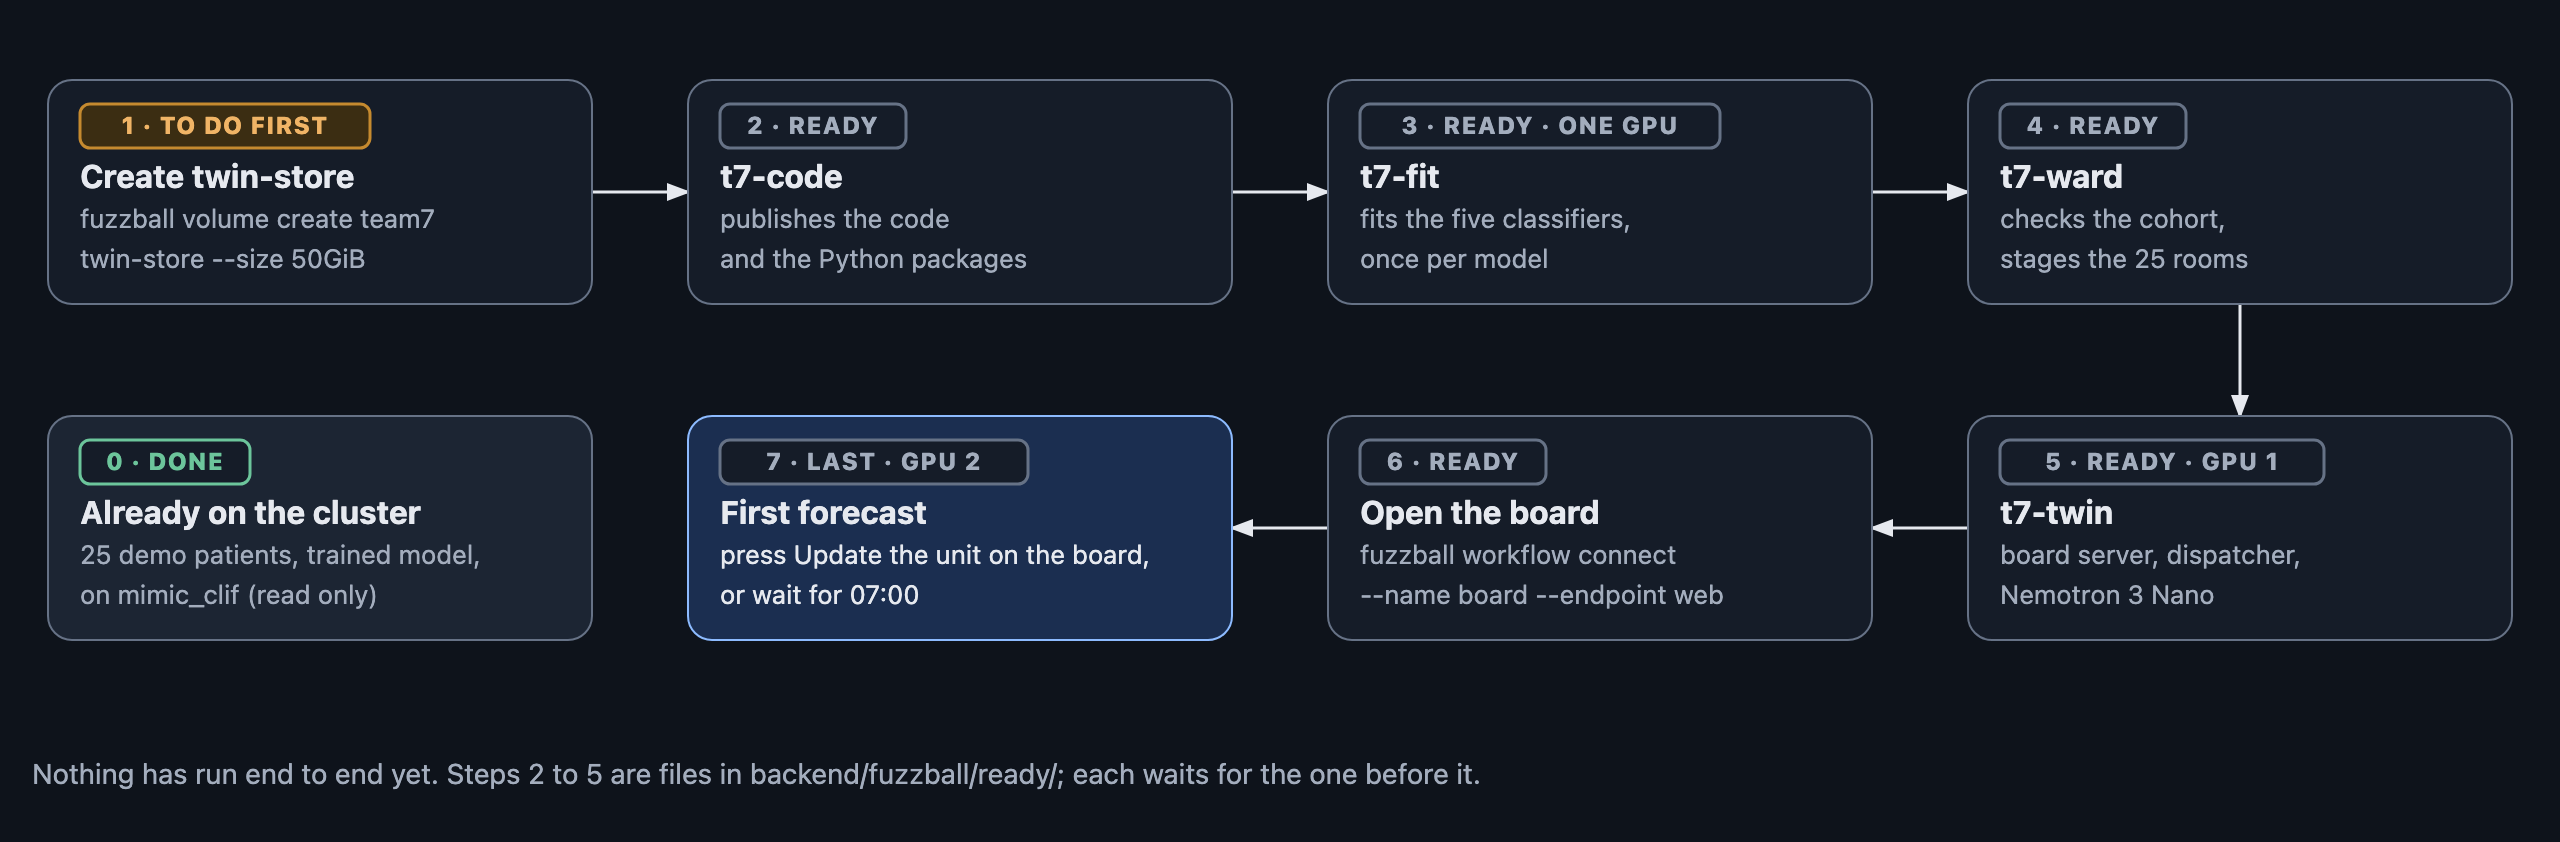 1 · TO DO FIRST
Create twin-store
fuzzball volume create team7
twin-store --size 50GiB
2 · READY
t7-code
publishes the code
and the Python packages
3 · READY · ONE GPU
t7-fit
fits the five classifiers,
once per model
4 · READY
t7-ward
checks the cohort,
stages the 25 rooms
0 · DONE
Already on the cluster
25 demo patients, trained model,
on mimic_clif (read only)
7 · LAST · GPU 2
First forecast
press Update the unit on the board,
or wait for 07:00
6 · READY
Open the board
fuzzball workflow connect
--name board --endpoint web
5 · READY · GPU 1
t7-twin
board server, dispatcher,
Nemotron 3 Nano
Nothing has run end to end yet. Steps 2 to 5 are files in backend/fuzzball/ready/; each waits for the one before it.